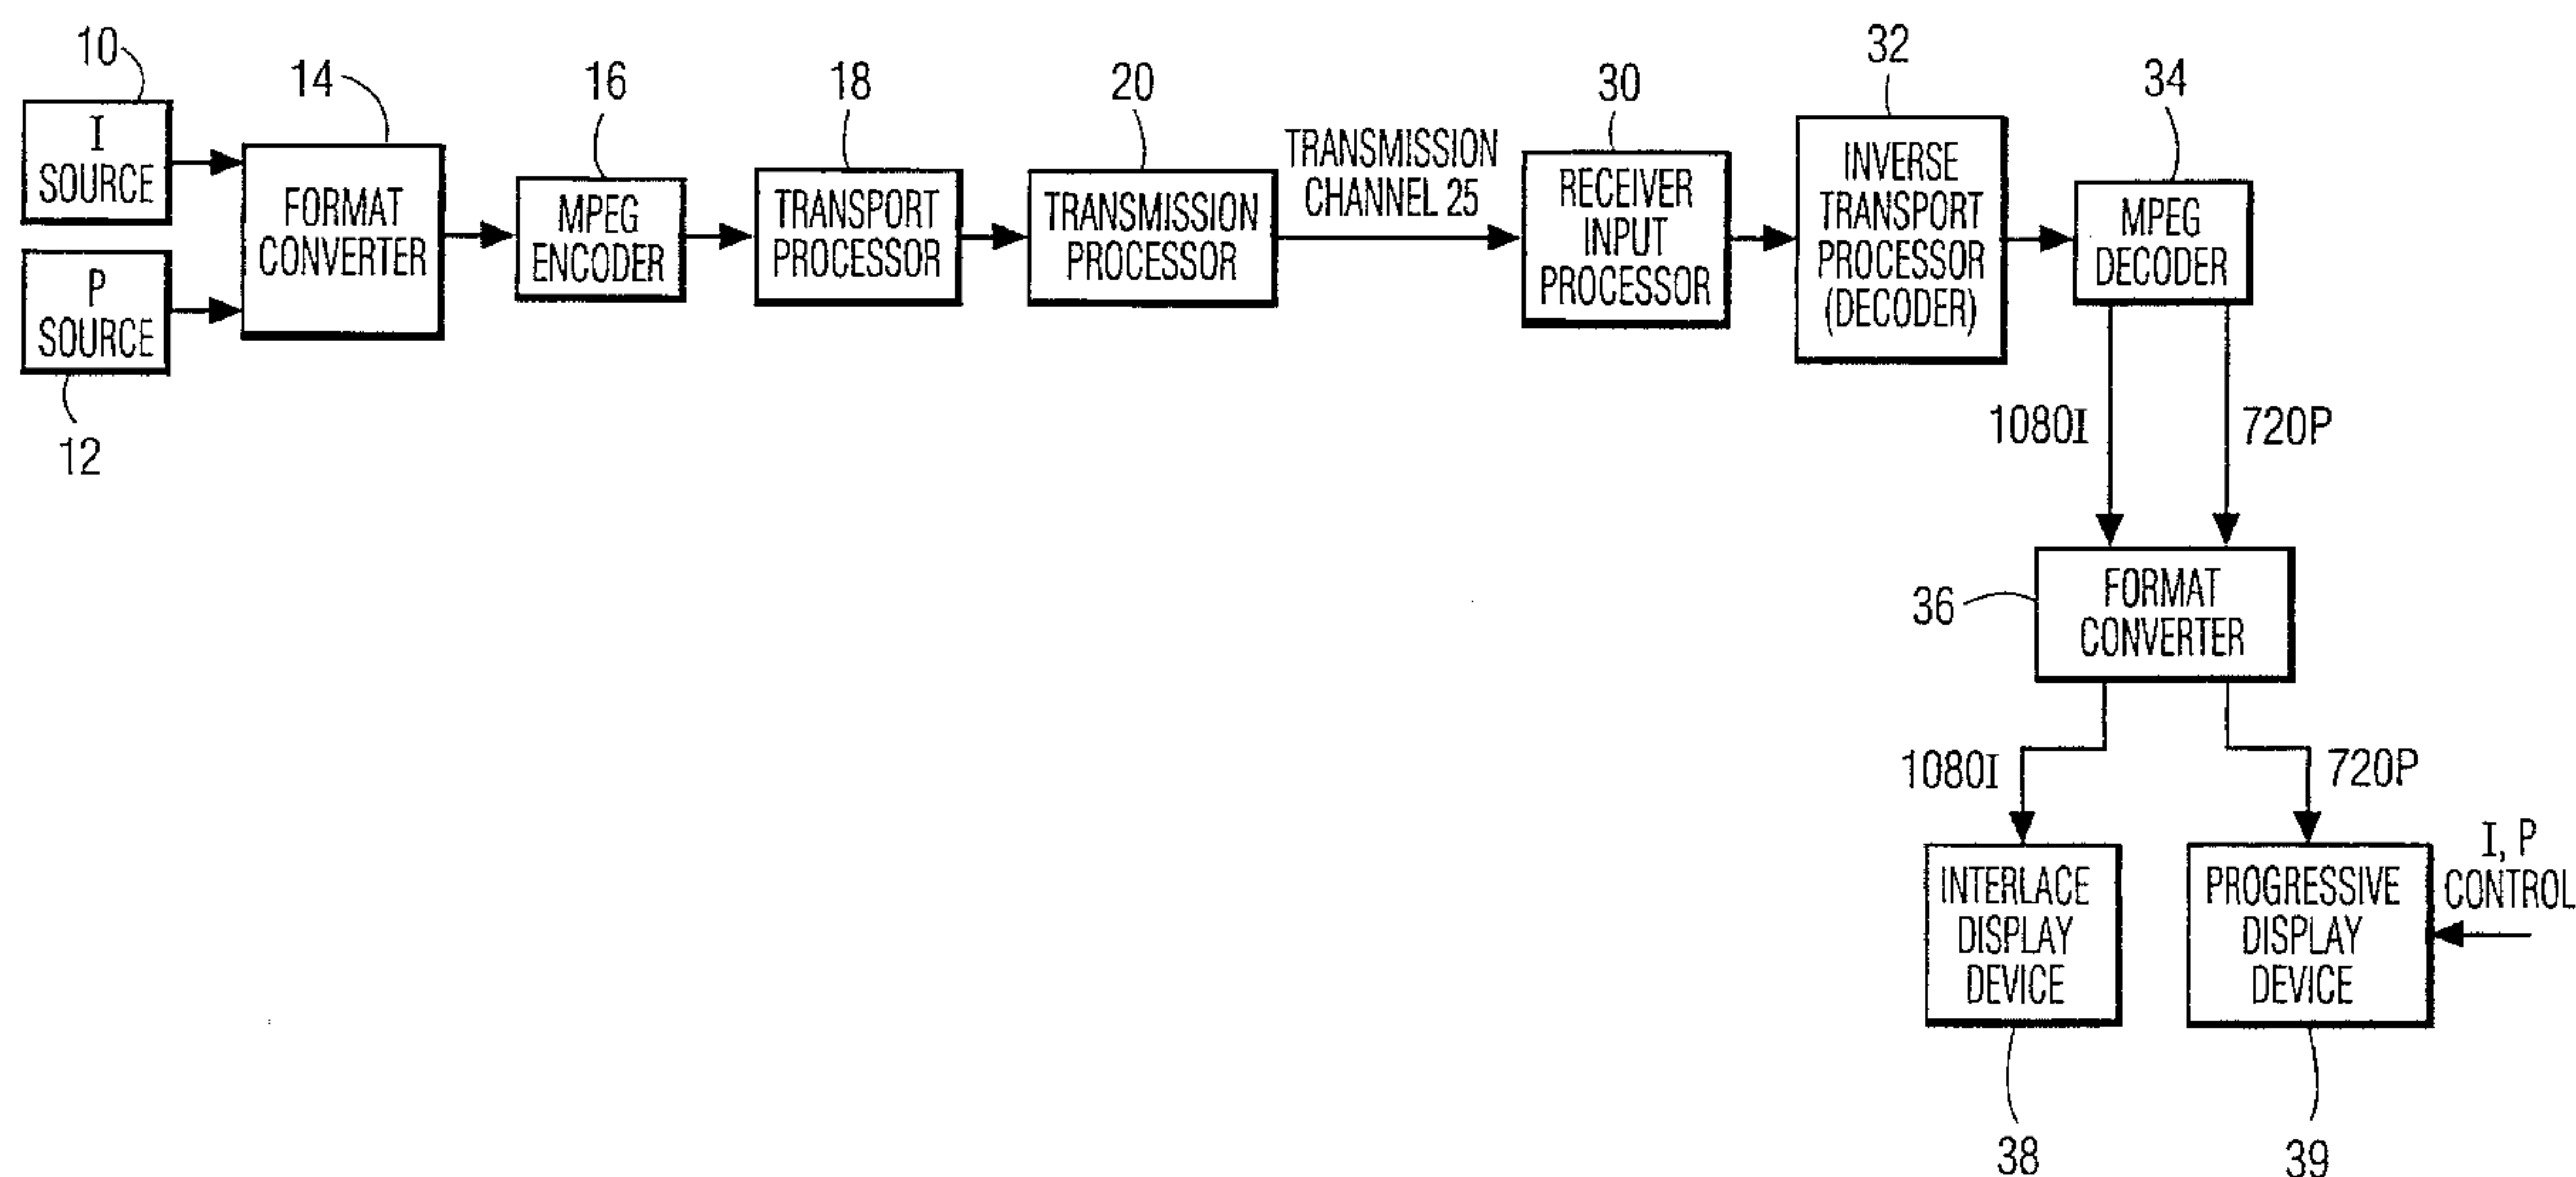 10
I
SOURCE
P
SOURCE
12
14
FORMAT
CONVERTER
16
MPEG
ENCODER
18
TRANSPORT
PROCESSOR
20
TRANSMISSION
PROCESSOR
TRANSMISSION
CHANNEL 25
30
RECEIVER
INPUT
PROCESSOR
32
INVERSE
TRANSPORT
PROCESSOR
(DECODER)
34
MPEG
DECODER
1080I
720P
36
FORMAT
CONVERTER
1080I
720P
INTERLACE
DISPLAY
DEVICE
38
PROGRESSIVE
DISPLAY
DEVICE
39
I, P
CONTROL